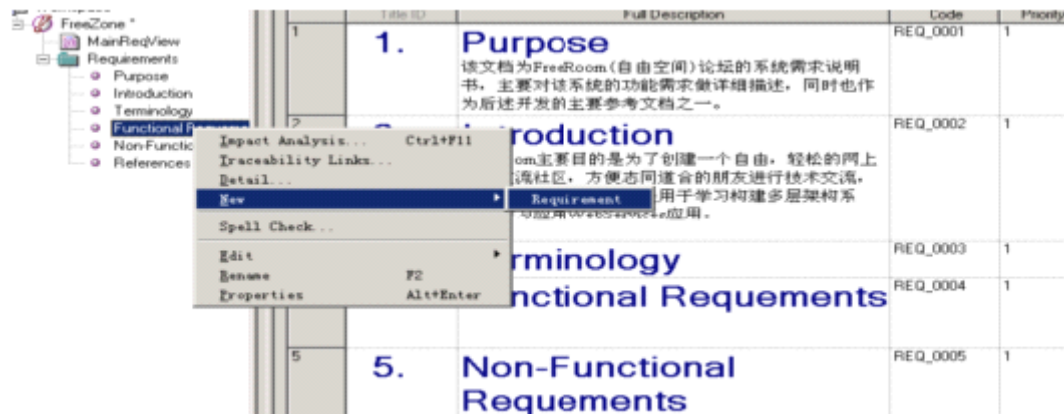 FreeZone *
MainReqView
Requirements
Purpose
Introduction
Terminology
Functional
Non-Functio
References
Impact Analysis... Ctrl+F11
Traceability Links...
Detail...
New
Requirement
Spell Check...
Edit
Rename F2
Properties Alt+Enter
Title ID Full Description Code Priority
1 1. Purpose REQ_0001 1
该文档为FreeRoom(自由空间)论坛的系统需求说明
书，主要对该系统的功能需求做详细描述，同时也作
为后述开发的主要参考文档之一。
2 troduction REQ_0002 1
om主要目的是为了创建一个自由，轻松的网上
流社区，方便志同道合的朋友进行技术交流，
用于学习构建多层架构系
应用。
rminology REQ_0003 1
nctional Requements REQ_0004 1
5 5. Non-Functional REQ_0005 1
Requements